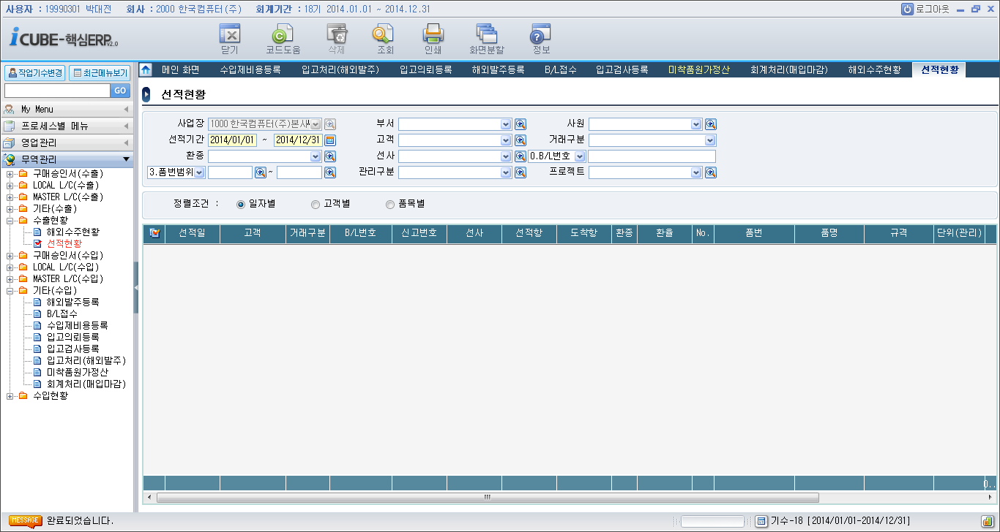 사용자 : 19990301 박대전 회사 : 2000 한국컴퓨터(주) 회계기간 : 18기 2014.01.01 ~ 2014.12.31 로그아웃
iCUBE-핵심ERP v2.0
닫기 코드도움 삭제 조회 인쇄 화면분할 정보
작업기수변경 최근메뉴보기
메인 화면 수입제비용등록 입고처리(해외발주) 입고의뢰등록 해외발주등록 B/L접수 입고검사등록 미착품원가정산 회계처리(매입마감) 해외수주현황 선적현황
GO
My Menu
프로세스별 메뉴
영업관리
무역관리
구매승인서(수출)
LOCAL L/C(수출)
MASTER L/C(수출)
기타(수출)
수출현황
해외수주현황
선적현황
구매승인서(수입)
LOCAL L/C(수입)
MASTER L/C(수입)
기타(수입)
해외발주등록
B/L접수
수입제비용등록
입고의뢰등록
입고검사등록
입고처리(해외발주)
미착품원가정산
회계처리(매입마감)
수입현황
선적현황
사업장 1000 한국컴퓨터(주)본사 부서 사원
선적기간 2014/01/01 ~ 2014/12/31 고객 거래구분
환종 선사 0.B/L번호
3.품번범위 ~ 관리구분 프로젝트
정렬조건 : 일자별 고객별 품목별
선적일 고객 거래구분 B/L번호 신고번호 선사 선적항 도착항 환종 환율 No. 품번 품명 규격 단위(관리)
0..
MESSAGE 완료되었습니다. 기수-18 [2014/01/01-2014/12/31]